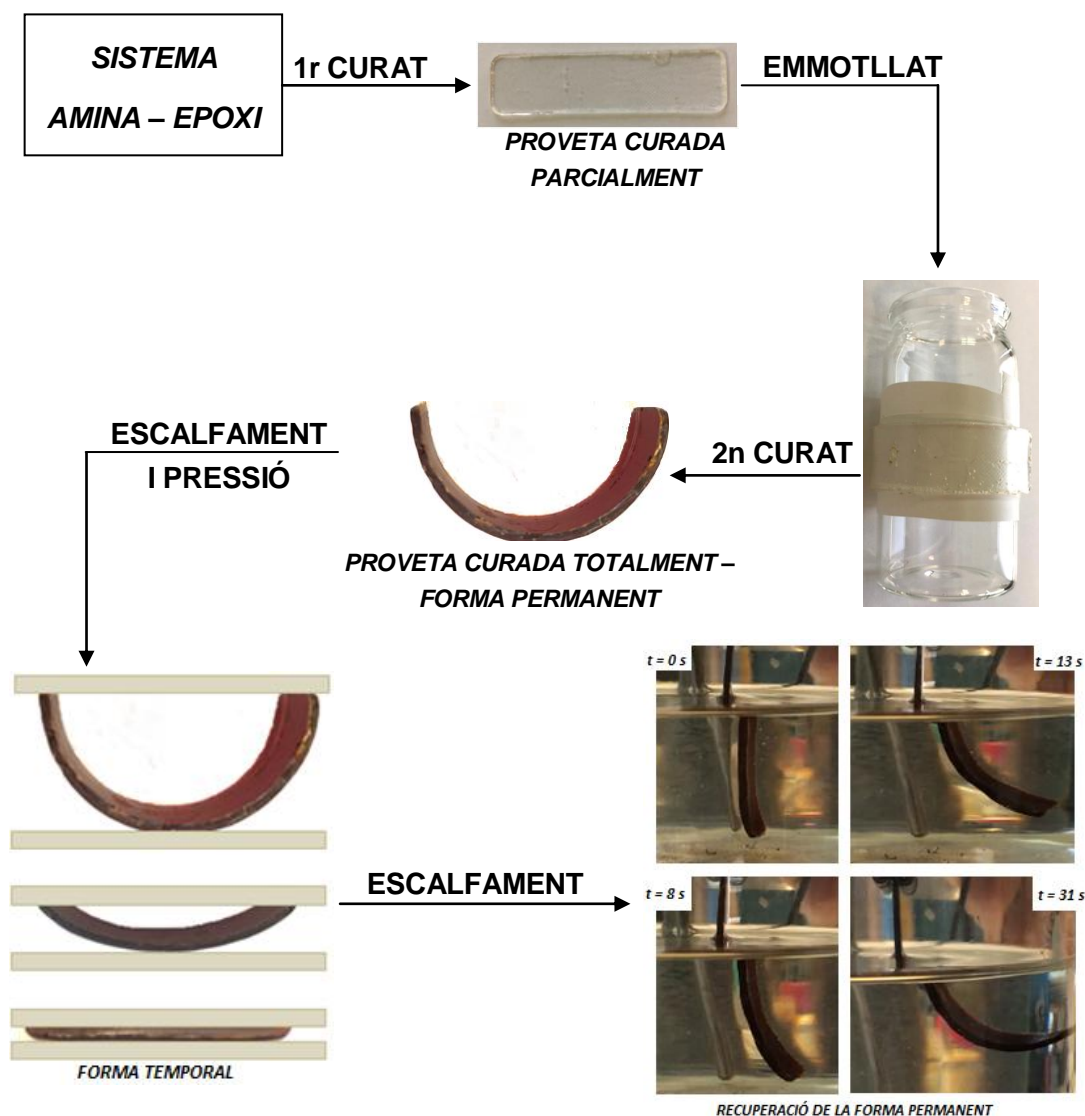 SISTEMA
AMINA – EPOXI
1r CURAT
PROVETA CURADA
PARCIALMENT
EMMOTLLAT
2n CURAT
PROVETA CURADA TOTALMENT –
FORMA PERMANENT
ESCALFAMENT
I PRESSIÓ
FORMA TEMPORAL
ESCALFAMENT
t = 0 s
t = 13 s
t = 8 s
t = 31 s
RECUPERACIÓ DE LA FORMA PERMANENT